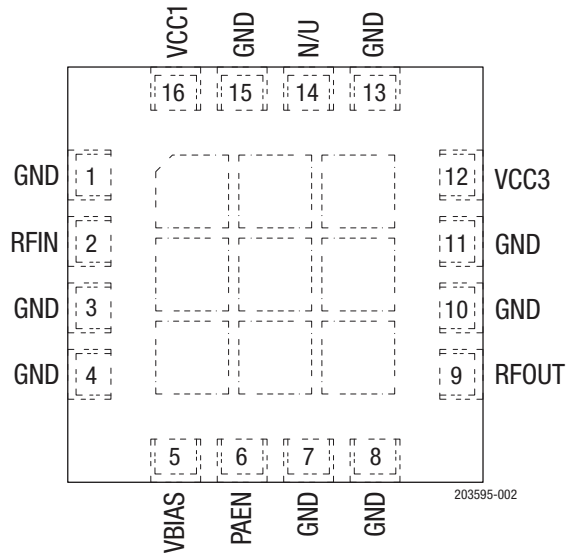 VCC1 GND N/U GND
16 15 14 13
GND 1 12 VCC3
RFIN 2 11 GND
GND 3 10 GND
GND 4 9 RFOUT
5 6 7 8
VBIAS PAEN GND GND
203595-002